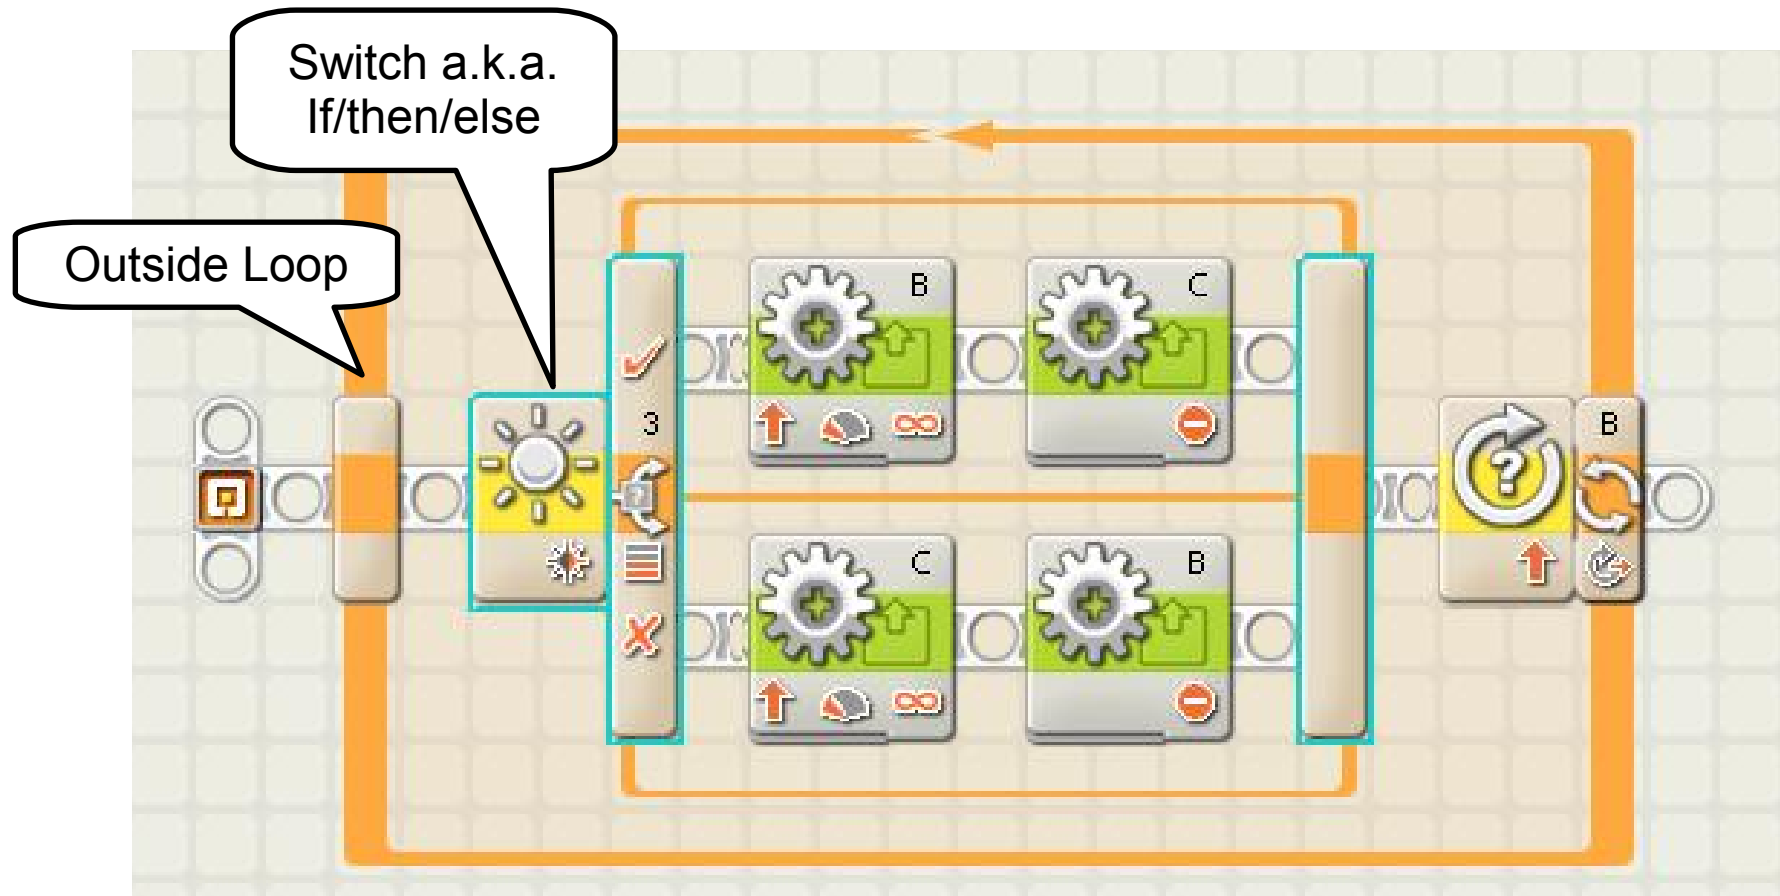 Switch a.k.a.
If/then/else
Outside Loop
B
C
3
B
?
C
B